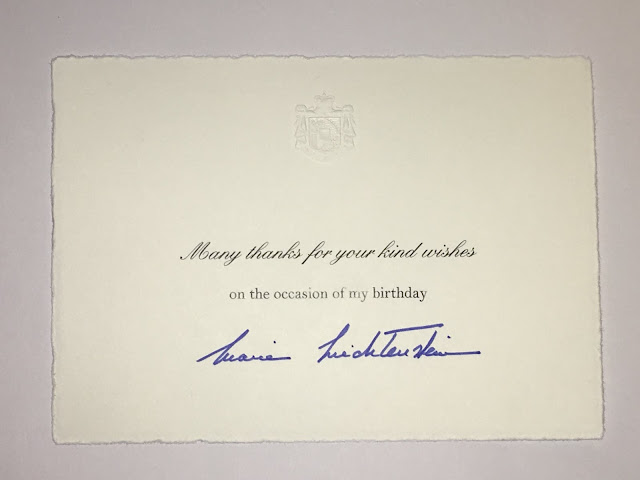 Many thanks for your kind wishes
on the occasion of my birthday
Marie Liechtenstein